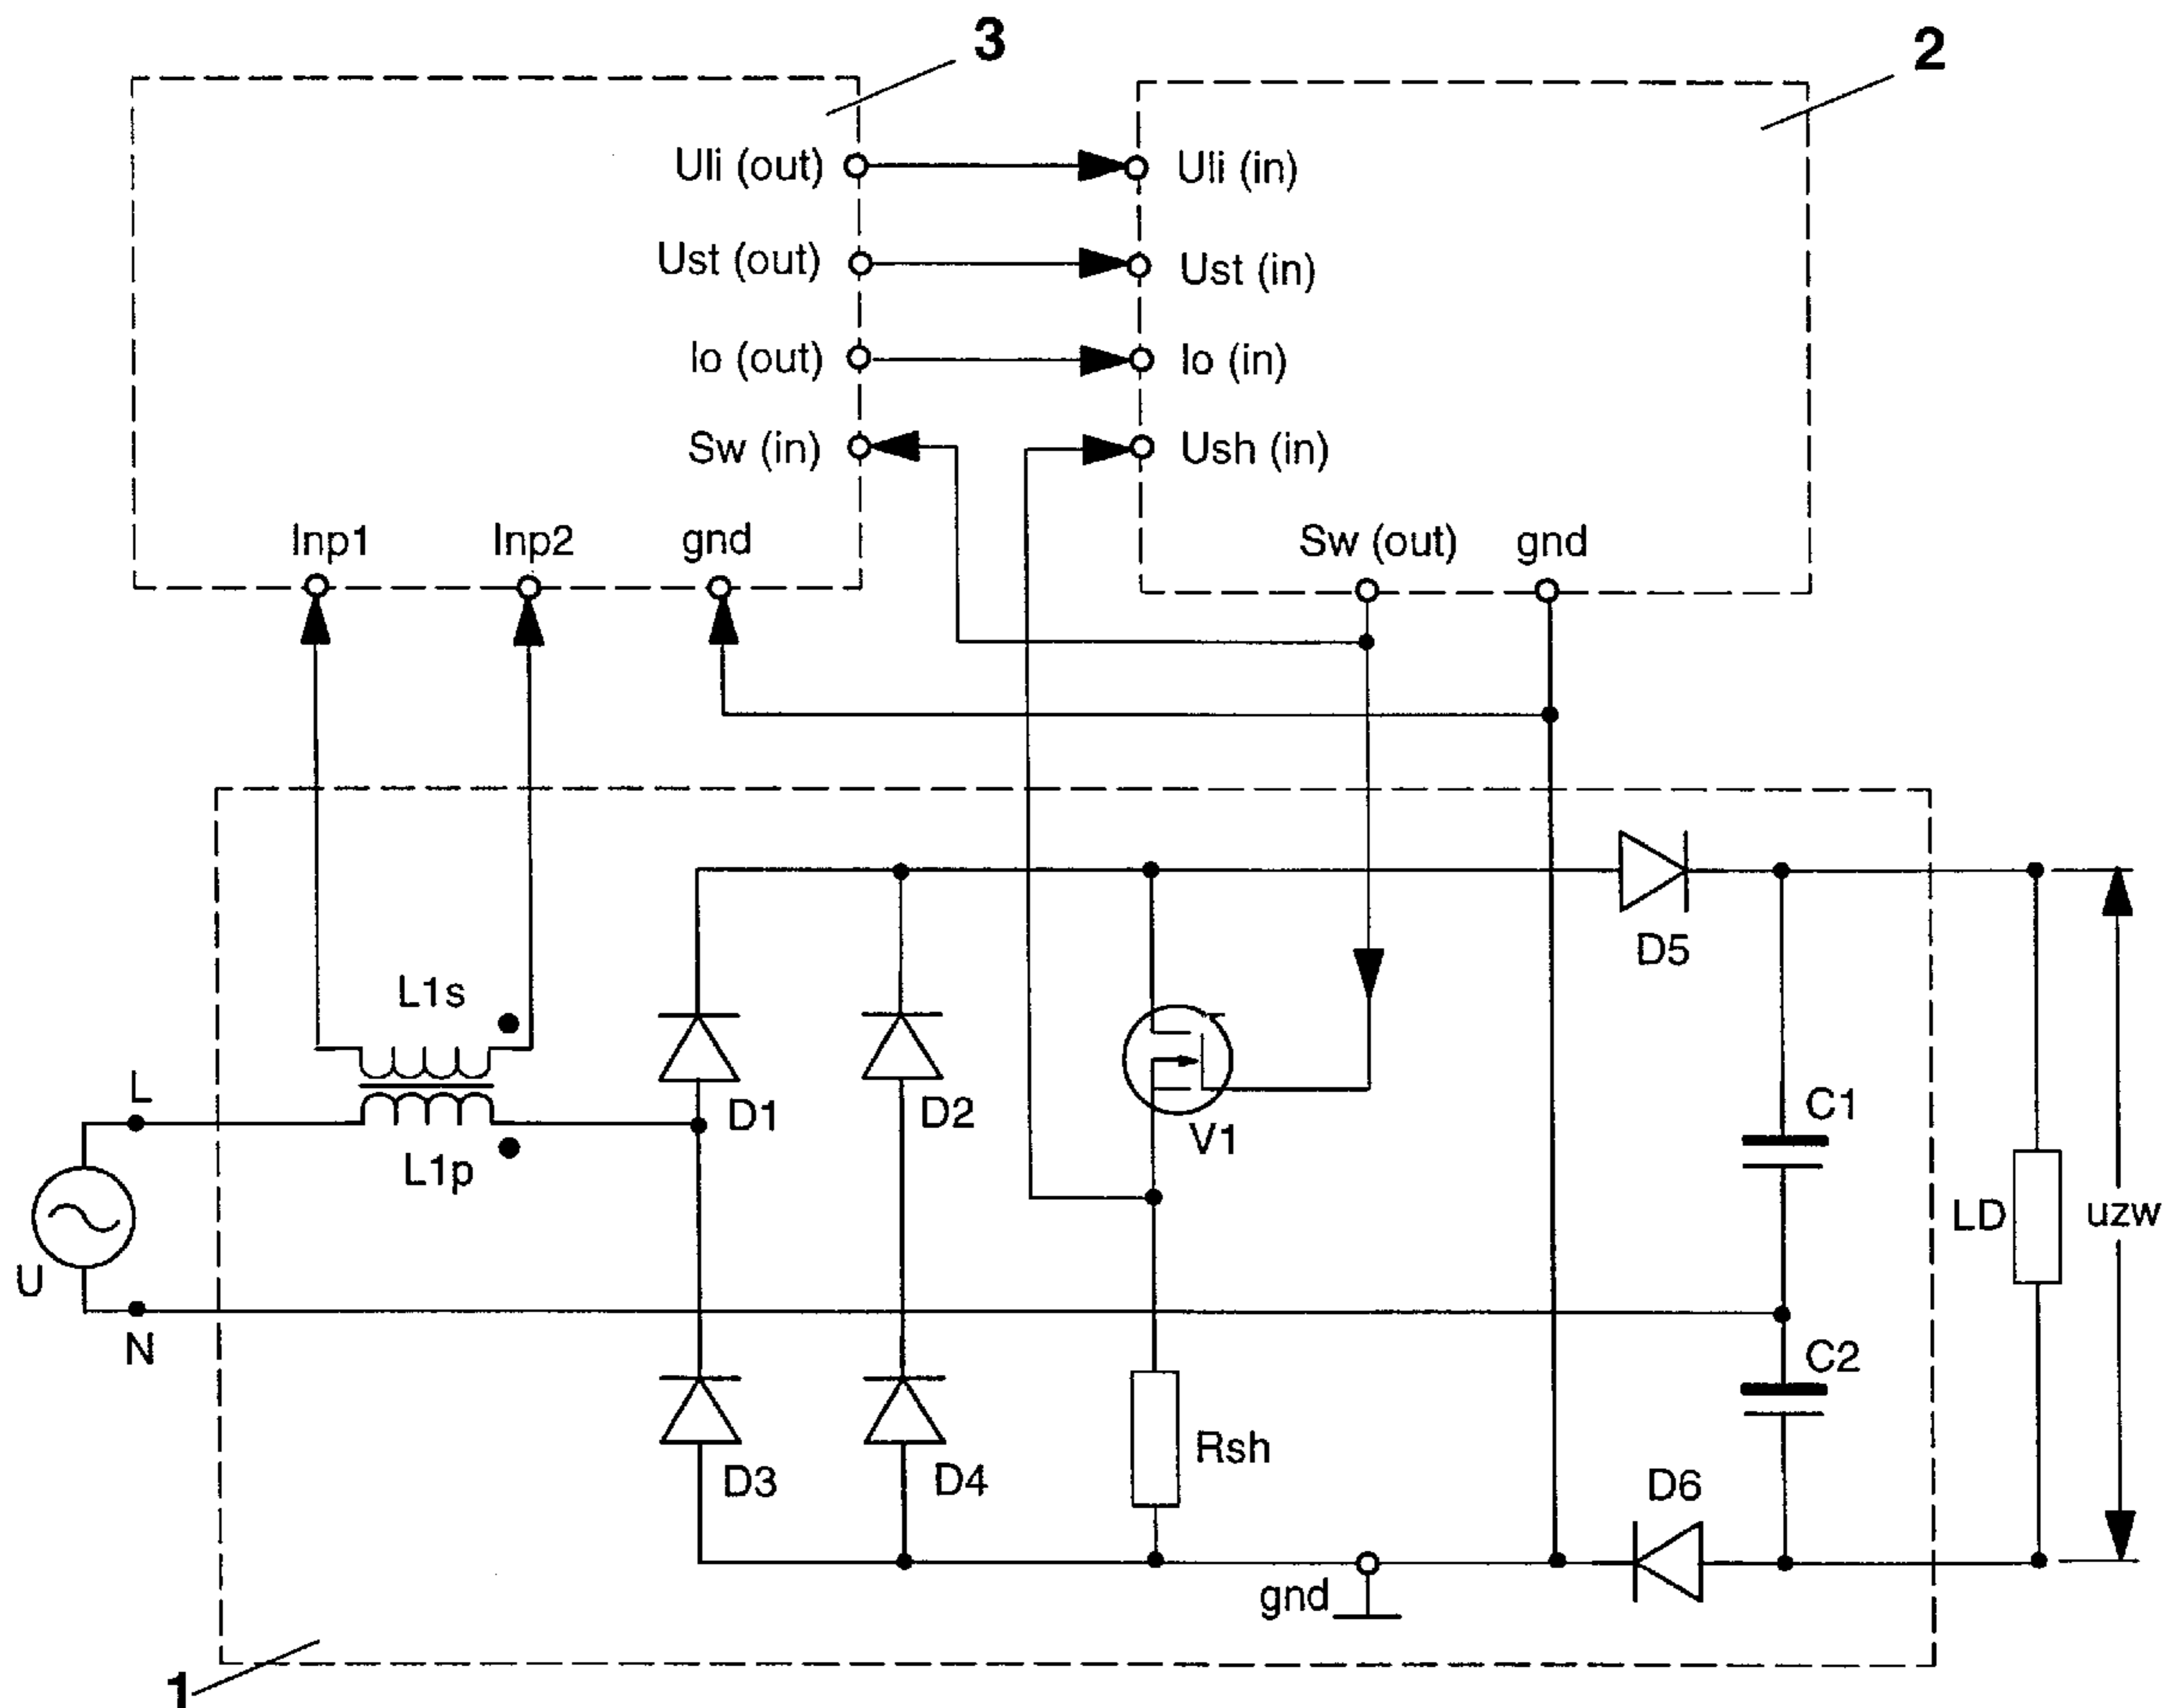 3
2
Uli (out)
Uli (in)
Ust (out)
Ust (in)
Io (out)
Io (in)
Sw (in)
Ush (in)
Inp1
Inp2
gnd
Sw (out)
gnd
D5
L1s
L
D1
D2
C1
V1
L1p
LD
uzw
U
N
C2
Rsh
D3
D4
D6
gnd
1